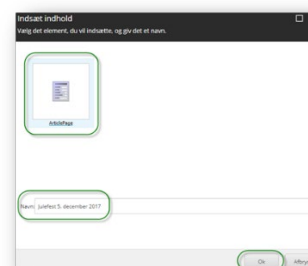 Indsæt indhold
Vælg det element, du vil indsætte, og giv det et navn.
ArticlePage
Navn: Julefest 5. december 2017
Ok